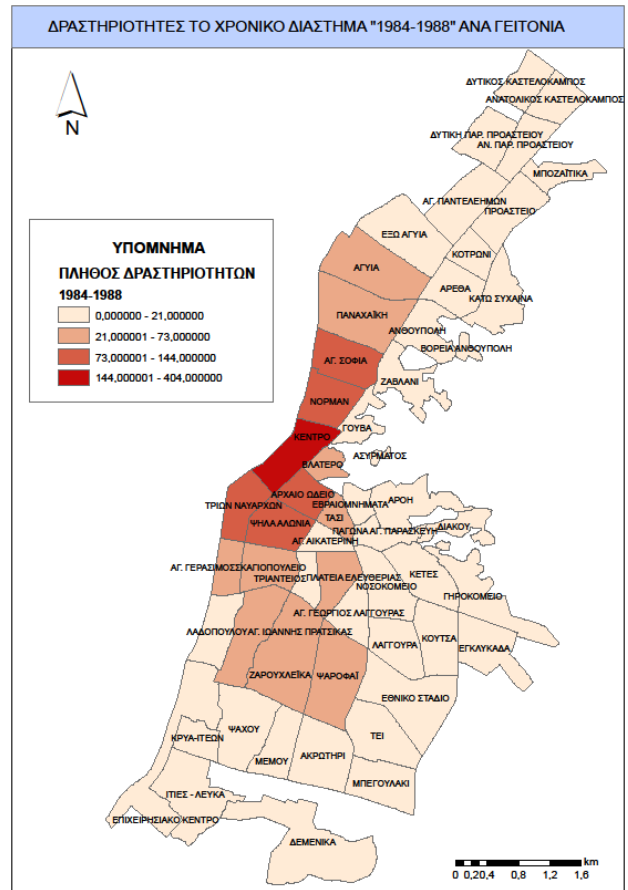 ΔΡΑΣΤΗΡΙΟΤΗΤΕΣ ΤΟ ΧΡΟΝΙΚΟ ΔΙΑΣΤΗΜΑ "1984-1988" ΑΝΑ ΓΕΙΤΟΝΙΑ
N
ΔΥΤΙΚΟΣ ΚΑΣΤΕΛΟΚΑΜΠΟΣ
ΑΝΑΤΟΛΙΚΟΣ ΚΑΣΤΕΛΟΚΑΜΠΟΣ
ΔΥΤΙΚΗ ΠΑΡ. ΠΡΟΑΣΤΕΙΟΥ
ΑΝ. ΠΑΡ. ΠΡΟΑΣΤΕΙΟΥ
ΜΠΟΖΑΪΤΙΚΑ
ΑΓ. ΠΑΝΤΕΛΕΗΜΩΝ
ΠΡΟΑΣΤΕΙΟ
ΕΞΩ ΑΓΥΙΑ
ΚΟΤΡΩΝΙ
ΑΓΥΙΑ
ΑΡΕΘΑ
ΚΑΤΩ ΣΥΧΑΙΝΑ
ΠΑΝΑΧΑΪΚΗ
ΑΝΘΟΥΠΟΛΗ
ΒΟΡΕΙΑ ΑΝΘΟΥΠΟΛΗ
ΑΓ. ΣΟΦΙΑ
ΖΑΒΛΑΝΙ
ΝΟΡΜΑΝ
ΓΟΥΒΑ
ΚΕΝΤΡΟ
ΑΣΥΡΜΑΤΟΣ
ΒΛΑΤΕΡΟ
ΥΠΟΜΝΗΜΑ
ΠΛΗΘΟΣ ΔΡΑΣΤΗΡΙΟΤΗΤΩΝ
1984-1988
0,000000 - 21,000000
21,000001 - 73,000000
73,000001 - 144,000000
144,000001 - 404,000000
ΑΡΧΑΙΟ ΩΔΕΙΟ
ΑΡΟΗ
ΕΒΡΑΙΟΜΝΗΜΑΤΑ
ΤΡΙΩΝ ΝΑΥΑΡΧΩΝ
ΤΑΣΙ
ΨΗΛΑ ΑΛΩΝΙΑ
ΠΑΓΩΝΑ
ΑΓ. ΠΑΡΑΣΚΕΥΗ
ΔΙΑΚΟΥ
ΑΓ. ΑΙΚΑΤΕΡΙΝΗ
ΑΓ. ΓΕΡΑΣΙΜΟΣ
ΣΚΑΓΙΟΠΟΥΛΕΙΟ
ΤΡΙΑΝΤΕΙΟΣ
ΠΛΑΤΕΙΑ ΕΛΕΥΘΕΡΙΑΣ
ΚΕΤΕΣ
ΝΟΣΟΚΟΜΕΙΟ
ΓΗΡΟΚΟΜΕΙΟ
ΑΓ. ΓΕΩΡΓΙΟΣ ΛΑΓΓΟΥΡΑΣ
ΛΑΔΟΠΟΥΛΟΥ
ΑΓ. ΙΩΑΝΝΗΣ ΠΡΑΤΣΙΚΑΣ
ΛΑΓΓΟΥΡΑ
ΚΟΥΤΣΑ
ΕΓΚΛΥΚΑΔΑ
ΖΑΡΟΥΧΛΕΪΚΑ
ΨΑΡΟΦΑΪ
ΕΘΝΙΚΟ ΣΤΑΔΙΟ
ΨΑΧΟΥ
ΚΡΥΑ-ΙΤΕΩΝ
ΤΕΙ
ΜΕΜΟΥ
ΑΚΡΩΤΗΡΙ
ΜΠΕΓΟΥΛΑΚΙ
ΙΤΙΕΣ - ΛΕΥΚΑ
ΕΠΙΧΕΙΡΗΣΙΑΚΟ ΚΕΝΤΡΟ
ΔΕΜΕΝΙΚΑ
km
0 0,20,4 0,8 1,2 1,6